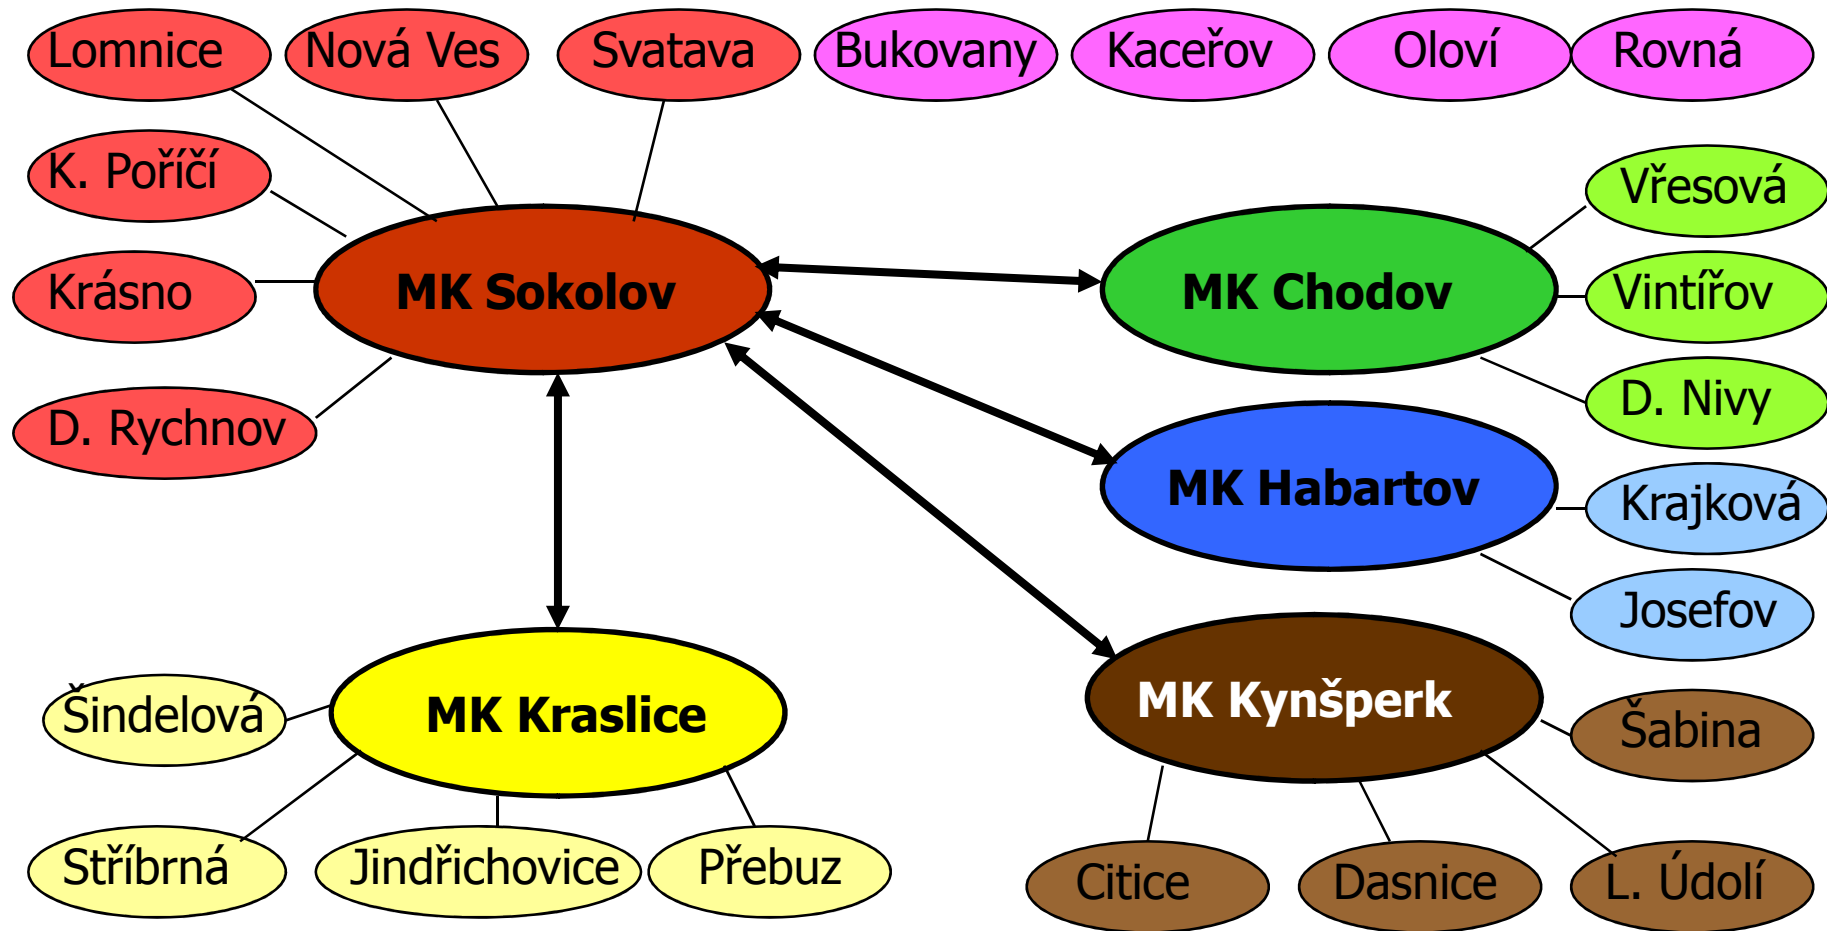 Lomnice
Nová Ves
Svatava
Bukovany
Kaceřov
Oloví
Rovná
K. Poříčí
Vřesová
Krásno
MK Sokolov
MK Chodov
Vintířov
D. Rychnov
D. Nivy
MK Habartov
Krajková
Josefov
Šindelová
MK Kraslice
MK Kynšperk
Šabina
Stříbrná
Jindřichovice
Přebuz
Citice
Dasnice
L. Údolí